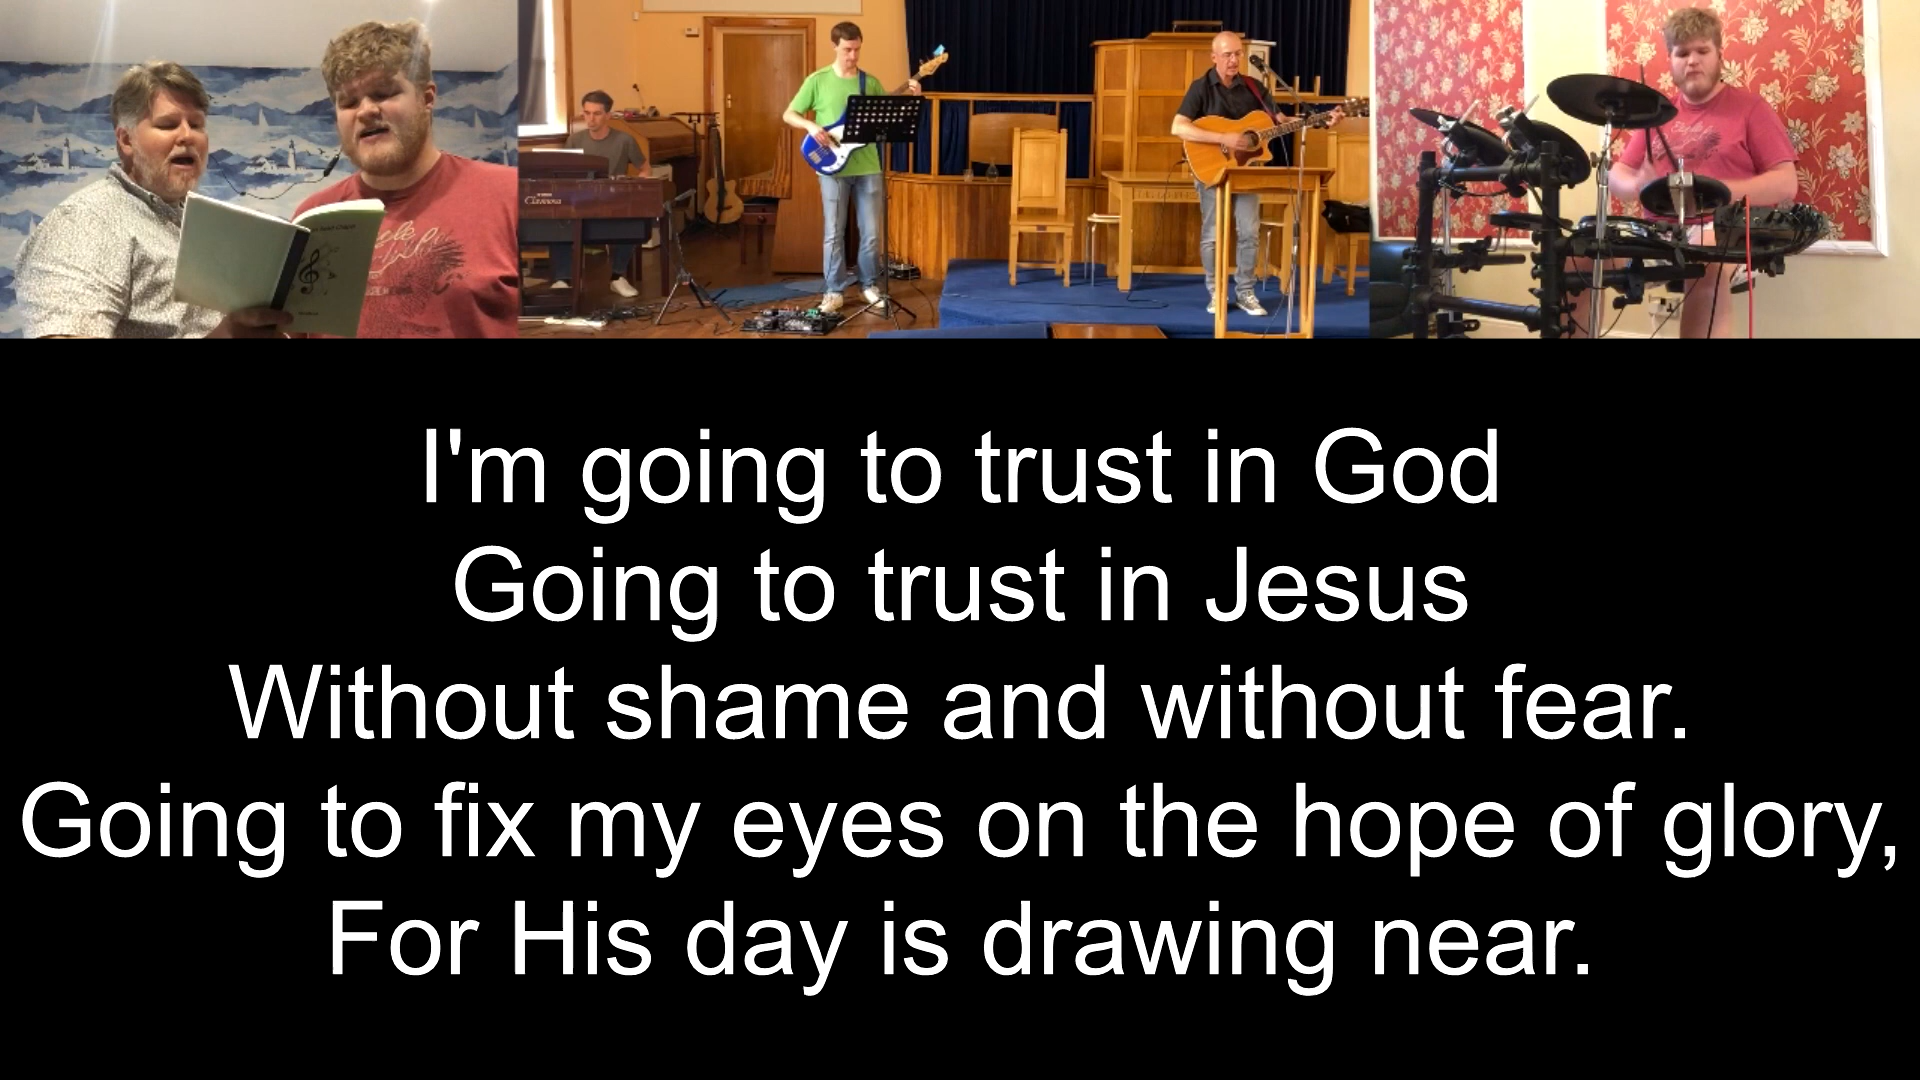 Clavinova
I'm going to trust in God
Going to trust in Jesus
Without shame and without fear.
Going to fix my eyes on the hope of glory,
For His day is drawing near.